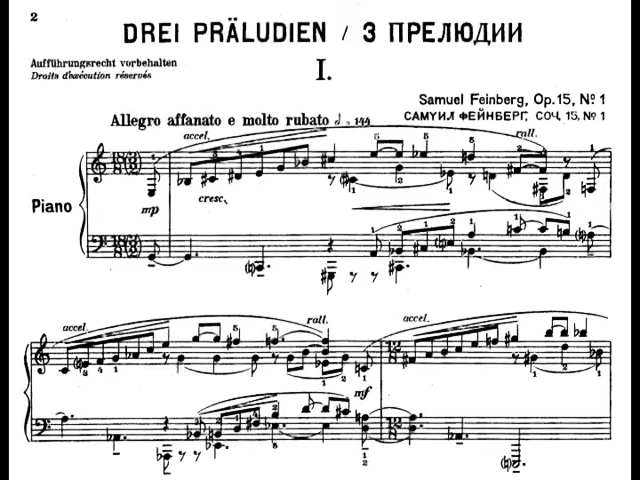 2
DREI PRÄLUDIEN / 3 ПРЕЛЮДИИ
Aufführungsrecht vorbehalten
Droits d'exécution réservés
I.
Samuel Feinberg, Op. 15, № 1
САМУИЛ ФЕЙНБЕРГ, СОЧ. 15, № 1
Allegro affanato e molto rubato ♩ = 144
accel. rall.
Piano
mp cresc.
accel. rall. accel.
mf